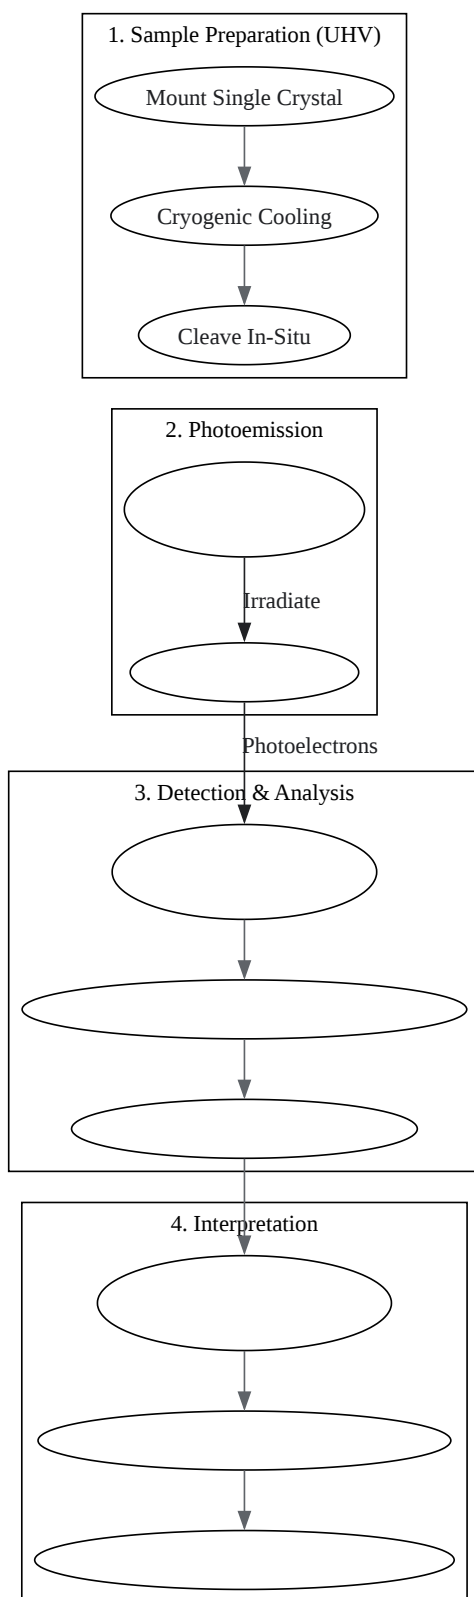 1. Sample Preparation (UHV)
Mount Single Crystal
Cryogenic Cooling
Cleave In-Situ
2. Photoemission
Irradiate
Photoelectrons
3. Detection & Analysis
4. Interpretation